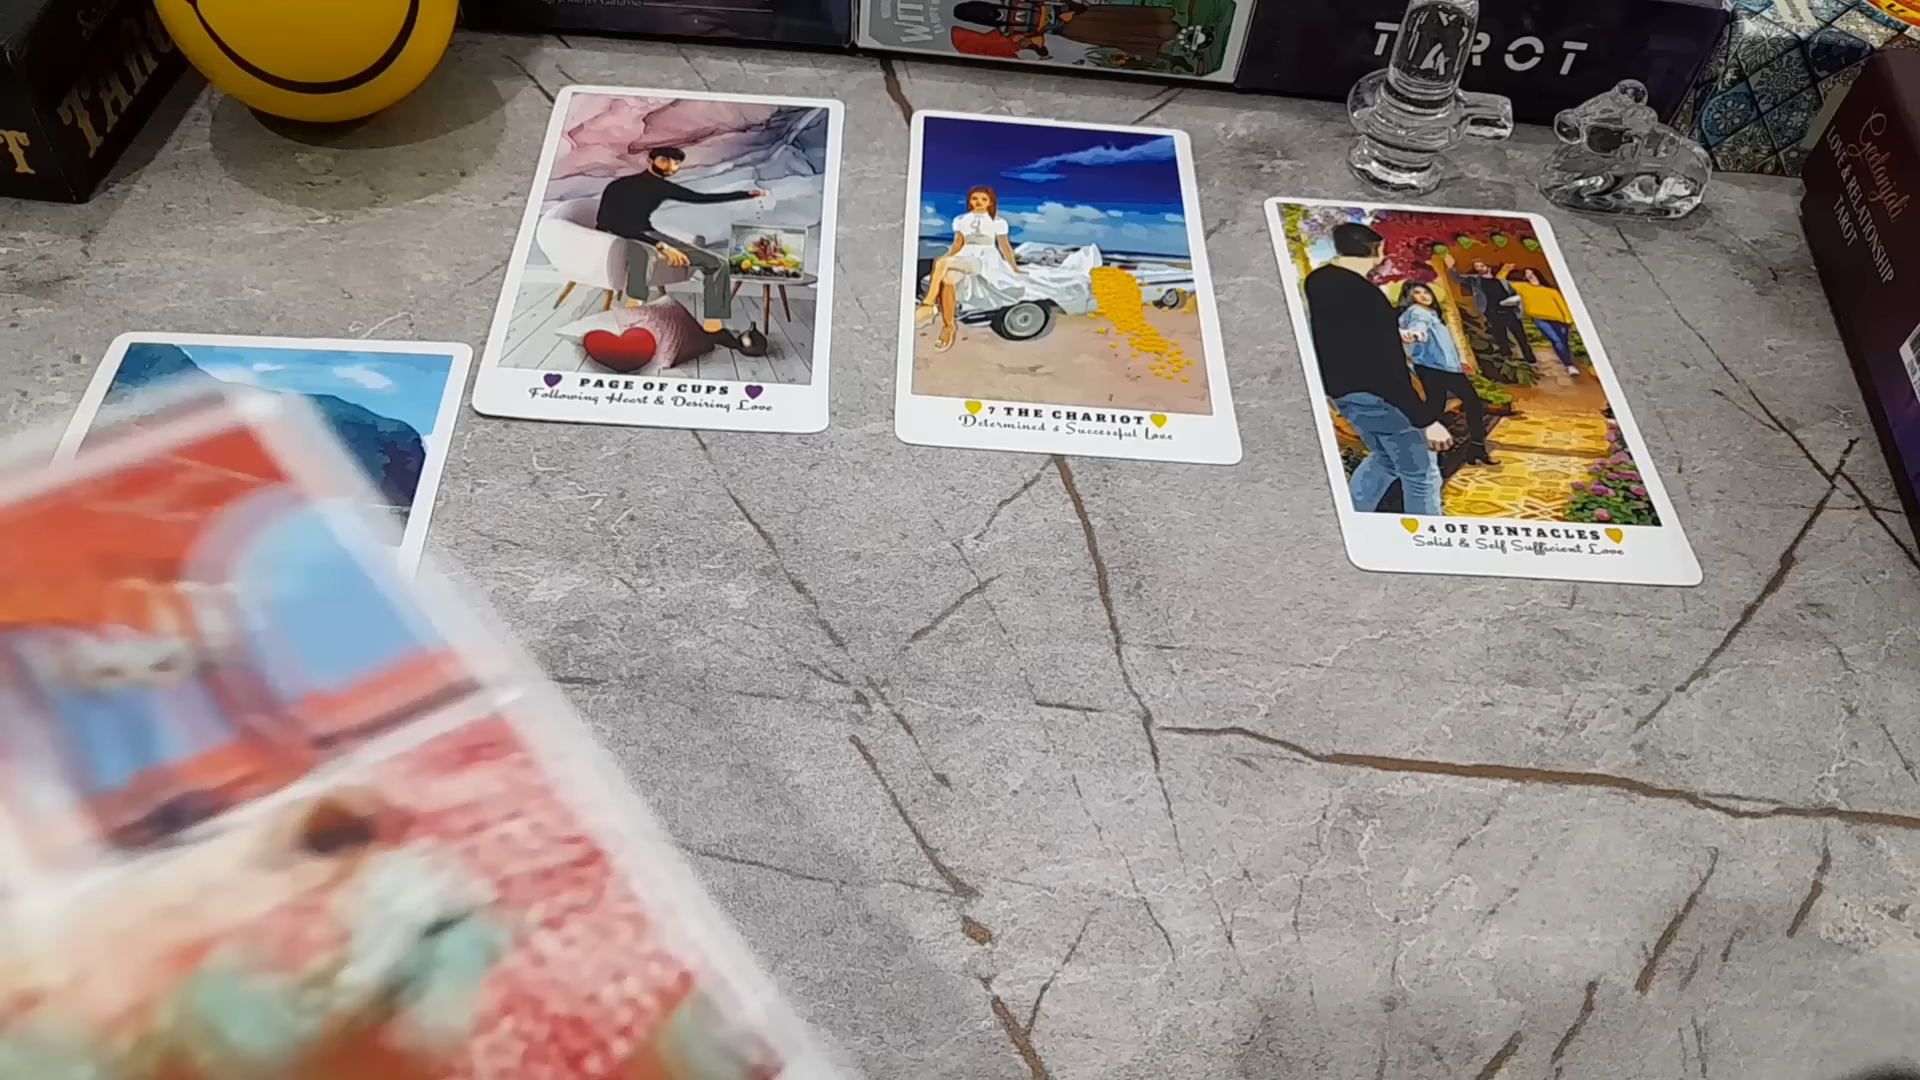 TAROT
PAGE OF CUPS
Following Heart & Desiring Love
7 THE CHARIOT
Determined & Successful Love
4 OF PENTACLES
Solid & Self Sufficient Love
Geetanjali
LOVE & RELATIONSHIP
TAROT